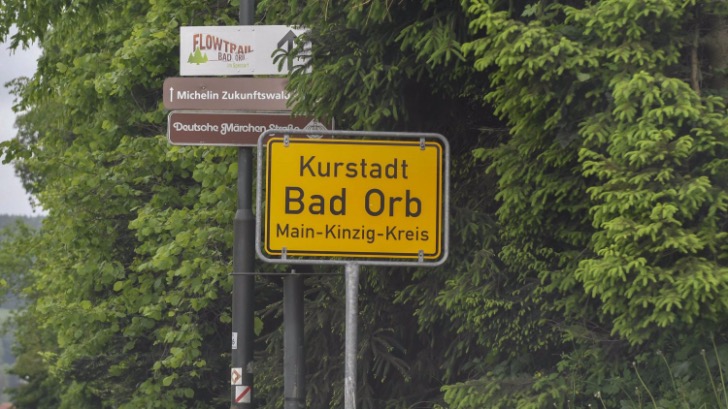 FLOWTRAIL
BAD ORB
Michelin Zukunftswald
Deutsche Märchen Straße
Kurstadt
Bad Orb
Main-Kinzig-Kreis